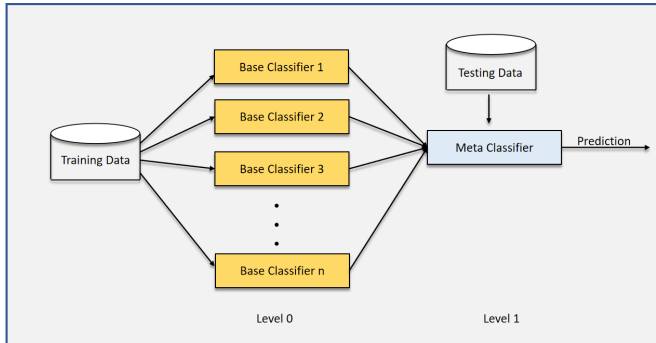 Base Classifier 1
Testing Data
Base Classifier 2
Training Data
Meta Classifier
Prediction
Base Classifier 3
Base Classifier n
Level 0
Level 1